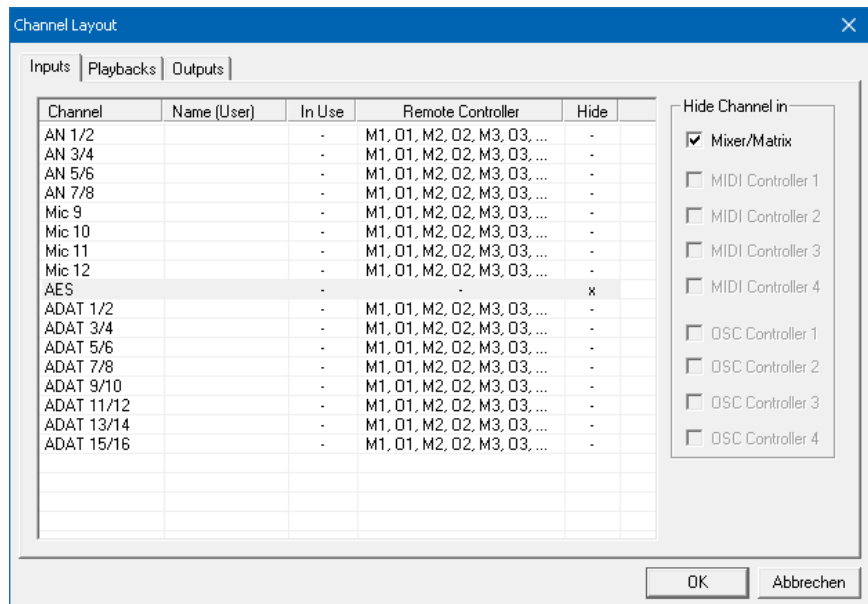 Channel Layout
Inputs Playbacks Outputs
Channel Name (User) In Use Remote Controller Hide
AN 1/2 - M1, O1, M2, O2, M3, O3, ... -
AN 3/4 - M1, O1, M2, O2, M3, O3, ... -
AN 5/6 - M1, O1, M2, O2, M3, O3, ... -
AN 7/8 - M1, O1, M2, O2, M3, O3, ... -
Mic 9 - M1, O1, M2, O2, M3, O3, ... -
Mic 10 - M1, O1, M2, O2, M3, O3, ... -
Mic 11 - M1, O1, M2, O2, M3, O3, ... -
Mic 12 - M1, O1, M2, O2, M3, O3, ... -
AES - - x
ADAT 1/2 - M1, O1, M2, O2, M3, O3, ... -
ADAT 3/4 - M1, O1, M2, O2, M3, O3, ... -
ADAT 5/6 - M1, O1, M2, O2, M3, O3, ... -
ADAT 7/8 - M1, O1, M2, O2, M3, O3, ... -
ADAT 9/10 - M1, O1, M2, O2, M3, O3, ... -
ADAT 11/12 - M1, O1, M2, O2, M3, O3, ... -
ADAT 13/14 - M1, O1, M2, O2, M3, O3, ... -
ADAT 15/16 - M1, O1, M2, O2, M3, O3, ... -
Hide Channel in
Mixer/Matrix
MIDI Controller 1
MIDI Controller 2
MIDI Controller 3
MIDI Controller 4
OSC Controller 1
OSC Controller 2
OSC Controller 3
OSC Controller 4
OK Abbrechen